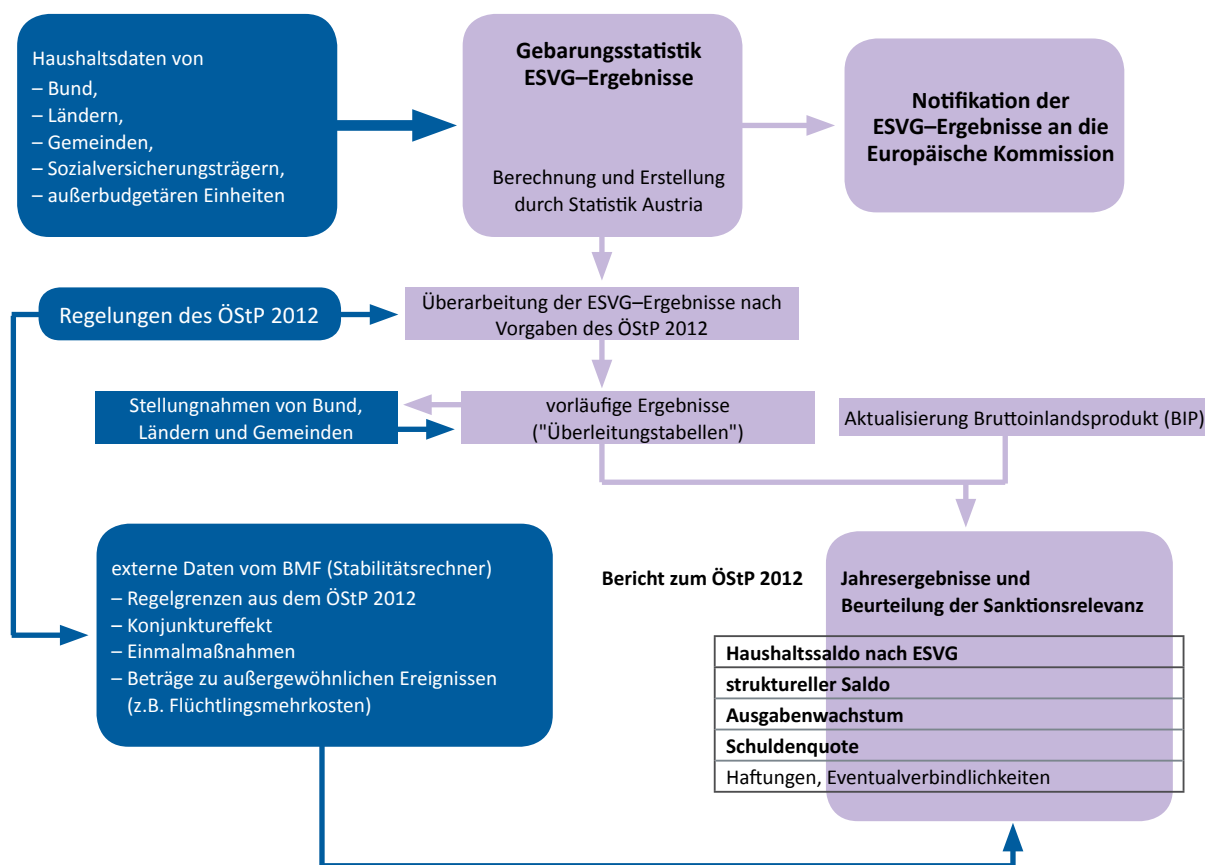 Haushaltsdaten von
– Bund,
– Ländern,
– Gemeinden,
– Sozialversicherungsträgern,
– außerbudgetären Einheiten
Gebarungsstatistik
ESVG–Ergebnisse
Berechnung und Erstellung
durch Statistik Austria
Notifikation der
ESVG–Ergebnisse an die
Europäische Kommission
Regelungen des ÖStP 2012
Überarbeitung der ESVG–Ergebnisse nach
Vorgaben des ÖStP 2012
Stellungnahmen von Bund,
Ländern und Gemeinden
vorläufige Ergebnisse
("Überleitungstabellen")
Aktualisierung Bruttoinlandsprodukt (BIP)
externe Daten vom BMF (Stabilitätsrechner)
– Regelgrenzen aus dem ÖStP 2012
– Konjunktureffekt
– Einmalmaßnahmen
– Beträge zu außergewöhnlichen Ereignissen
(z.B. Flüchtlingsmehrkosten)
Bericht zum ÖStP 2012
Jahresergebnisse und
Beurteilung der Sanktionsrelevanz
Haushaltssaldo nach ESVG
struktureller Saldo
Ausgabenwachstum
Schuldenquote
Haftungen, Eventualverbindlichkeiten